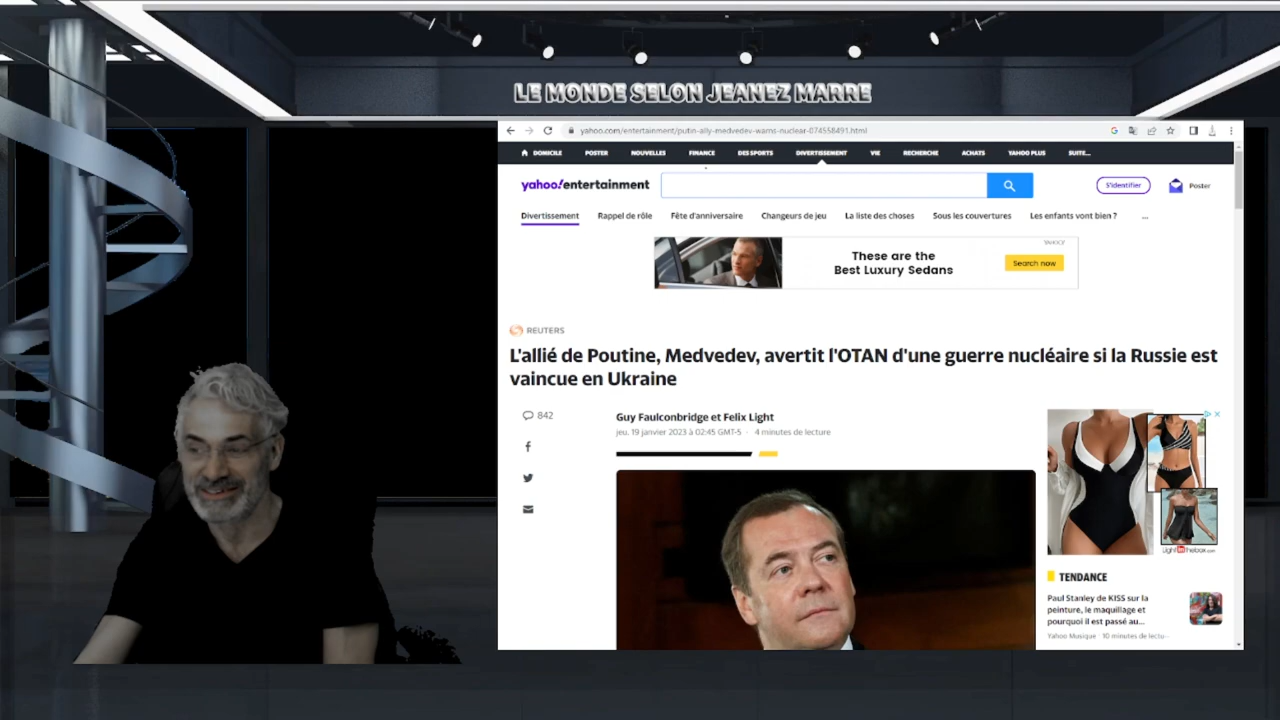 LE MONDE SELON JEANEZ MARRE
yahoo.com/entertainment/putin-ally-medvedev-warns-nuclear-074558491.html
DOMICILE POSTER NOUVELLES FINANCE DES SPORTS DIVERTISSEMENT VIE RECHERCHE ACHATS YAHOO PLUS SUITE...
yahoo!entertainment
S'identifier
Poster
Divertissement Rappel de rôle Fête d'anniversaire Changeurs de jeu La liste des choses Sous les couvertures Les enfants vont bien ? ...
YAHOO!
These are the
Best Luxury Sedans
Search now
REUTERS
L'allié de Poutine, Medvedev, avertit l'OTAN d'une guerre nucléaire si la Russie est
vaincue en Ukraine
842
Guy Faulconbridge et Felix Light
jeu. 19 janvier 2023 à 02:45 GMT-5 · 4 minutes de lecture
LightInthebox.com
TENDANCE
Paul Stanley de KISS sur la
peinture, le maquillage et
pourquoi il est passé au...
Yahoo Musique · 10 minutes de lectu...